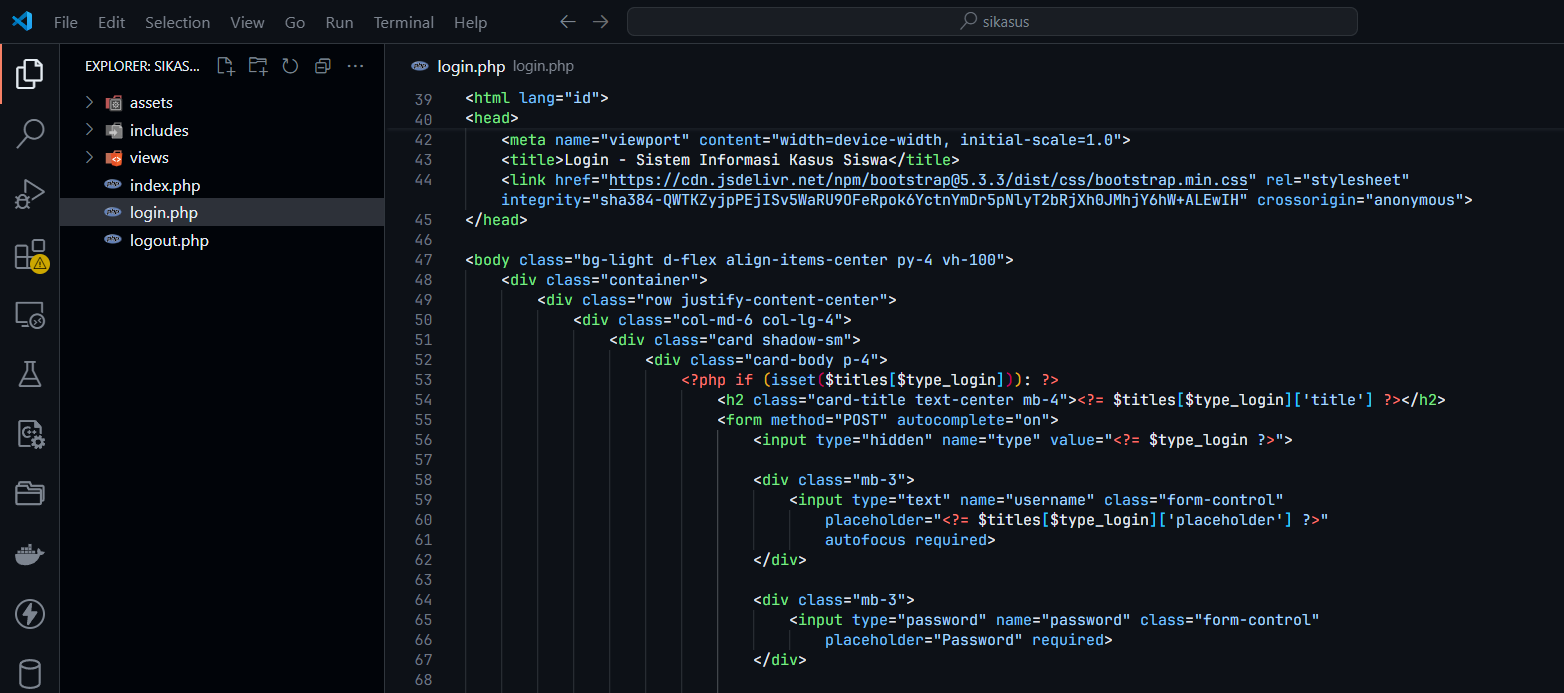 File Edit Selection View Go Run Terminal Help
sikasus
EXPLORER: SIKAS...
assets
includes
views
index.php
login.php
logout.php
login.php login.php
39 <html lang="id">
40 <head>
42 <meta name="viewport" content="width=device-width, initial-scale=1.0">
43 <title>Login - Sistem Informasi Kasus Siswa</title>
44 <link href="https://cdn.jsdelivr.net/npm/bootstrap@5.3.3/dist/css/bootstrap.min.css" rel="stylesheet"
integrity="sha384-QWTKZyjpPEjISv5WaRU9OFeRpok6YctnYmDr5pNlyT2bRjXh0JMhjY6hW+ALEwIH" crossorigin="anonymous">
45 </head>
46
47 <body class="bg-light d-flex align-items-center py-4 vh-100">
48 <div class="container">
49 <div class="row justify-content-center">
50 <div class="col-md-6 col-lg-4">
51 <div class="card shadow-sm">
52 <div class="card-body p-4">
53 <?php if (isset($titles[$type_login])): ?>
54 <h2 class="card-title text-center mb-4"><?= $titles[$type_login]['title'] ?></h2>
55 <form method="POST" autocomplete="on">
56 <input type="hidden" name="type" value="<?= $type_login ?>">
57
58 <div class="mb-3">
59 <input type="text" name="username" class="form-control"
60 placeholder="<?= $titles[$type_login]['placeholder'] ?>"
61 autofocus required>
62 </div>
63
64 <div class="mb-3">
65 <input type="password" name="password" class="form-control"
66 placeholder="Password" required>
67 </div>
68